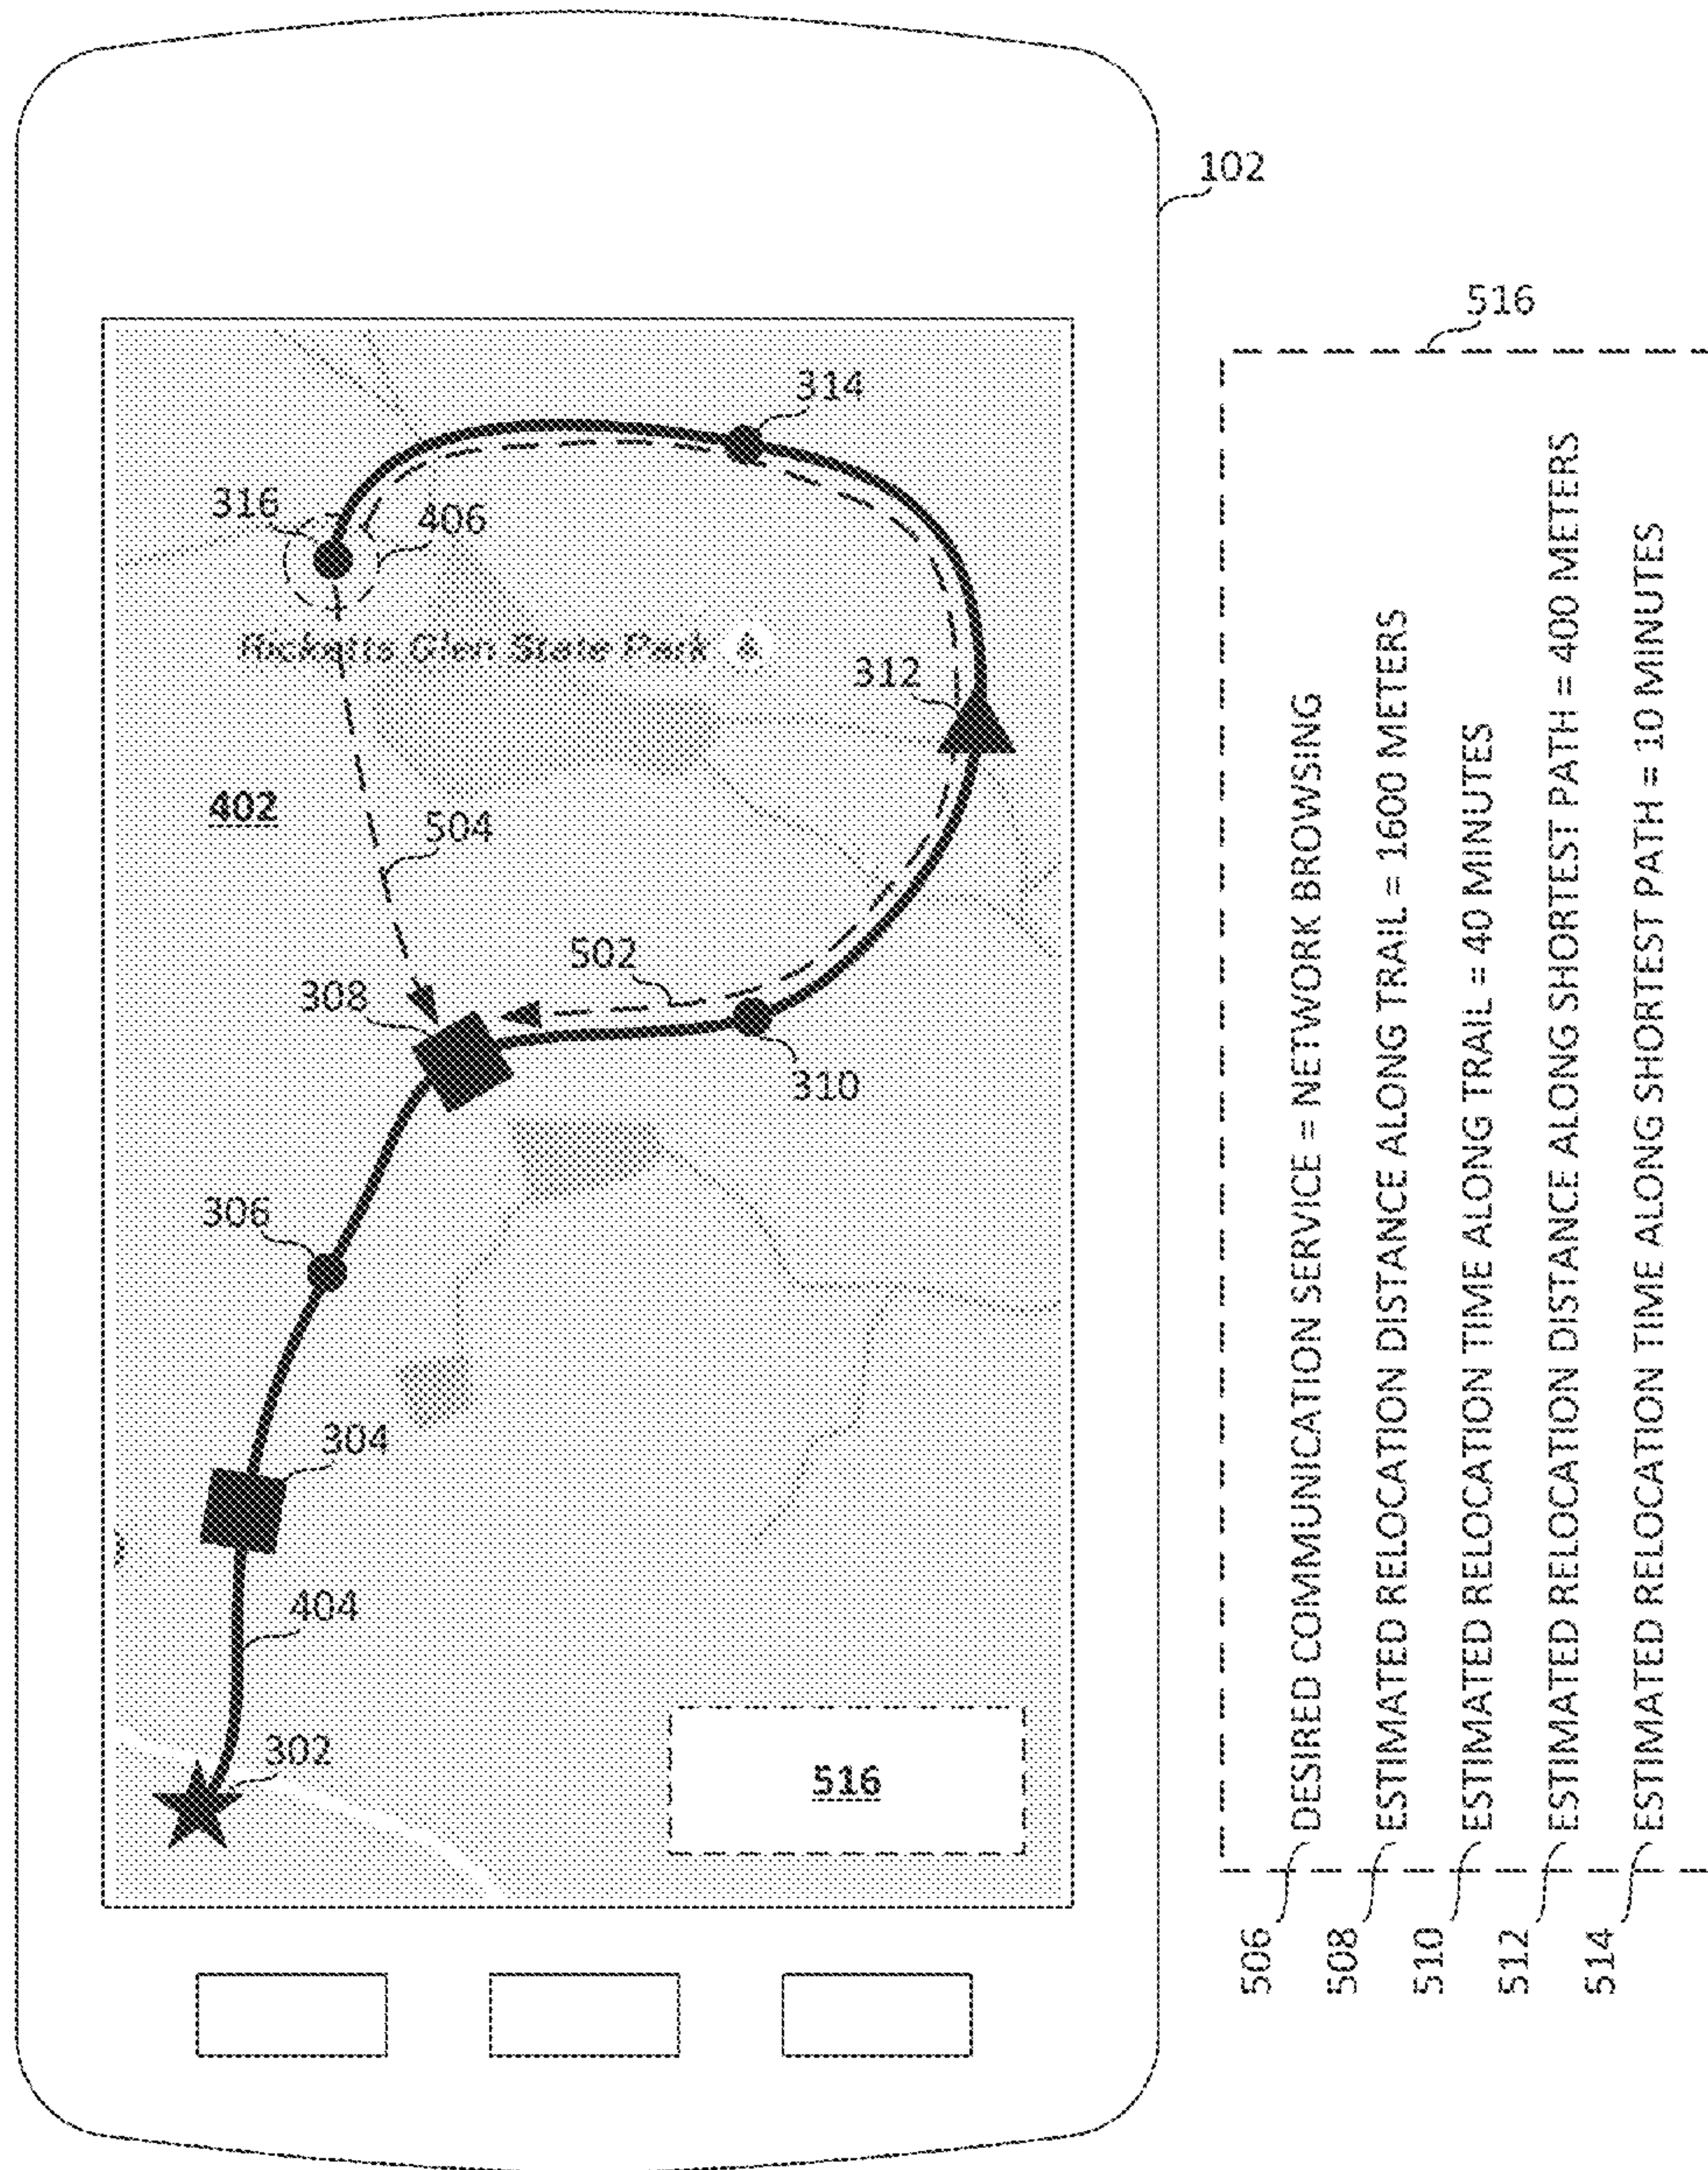 102
516
314
316
406
Ricketts Glen State Park
312
402
504
502
308
310
306
304
404
302
516
506 DESIRED COMMUNICATION SERVICE = NETWORK BROWSING
508 ESTIMATED RELOCATION DISTANCE ALONG TRAIL = 1600 METERS
510 ESTIMATED RELOCATION TIME ALONG TRAIL = 40 MINUTES
512 ESTIMATED RELOCATION DISTANCE ALONG SHORTEST PATH = 400 METERS
514 ESTIMATED RELOCATION TIME ALONG SHORTEST PATH = 10 MINUTES